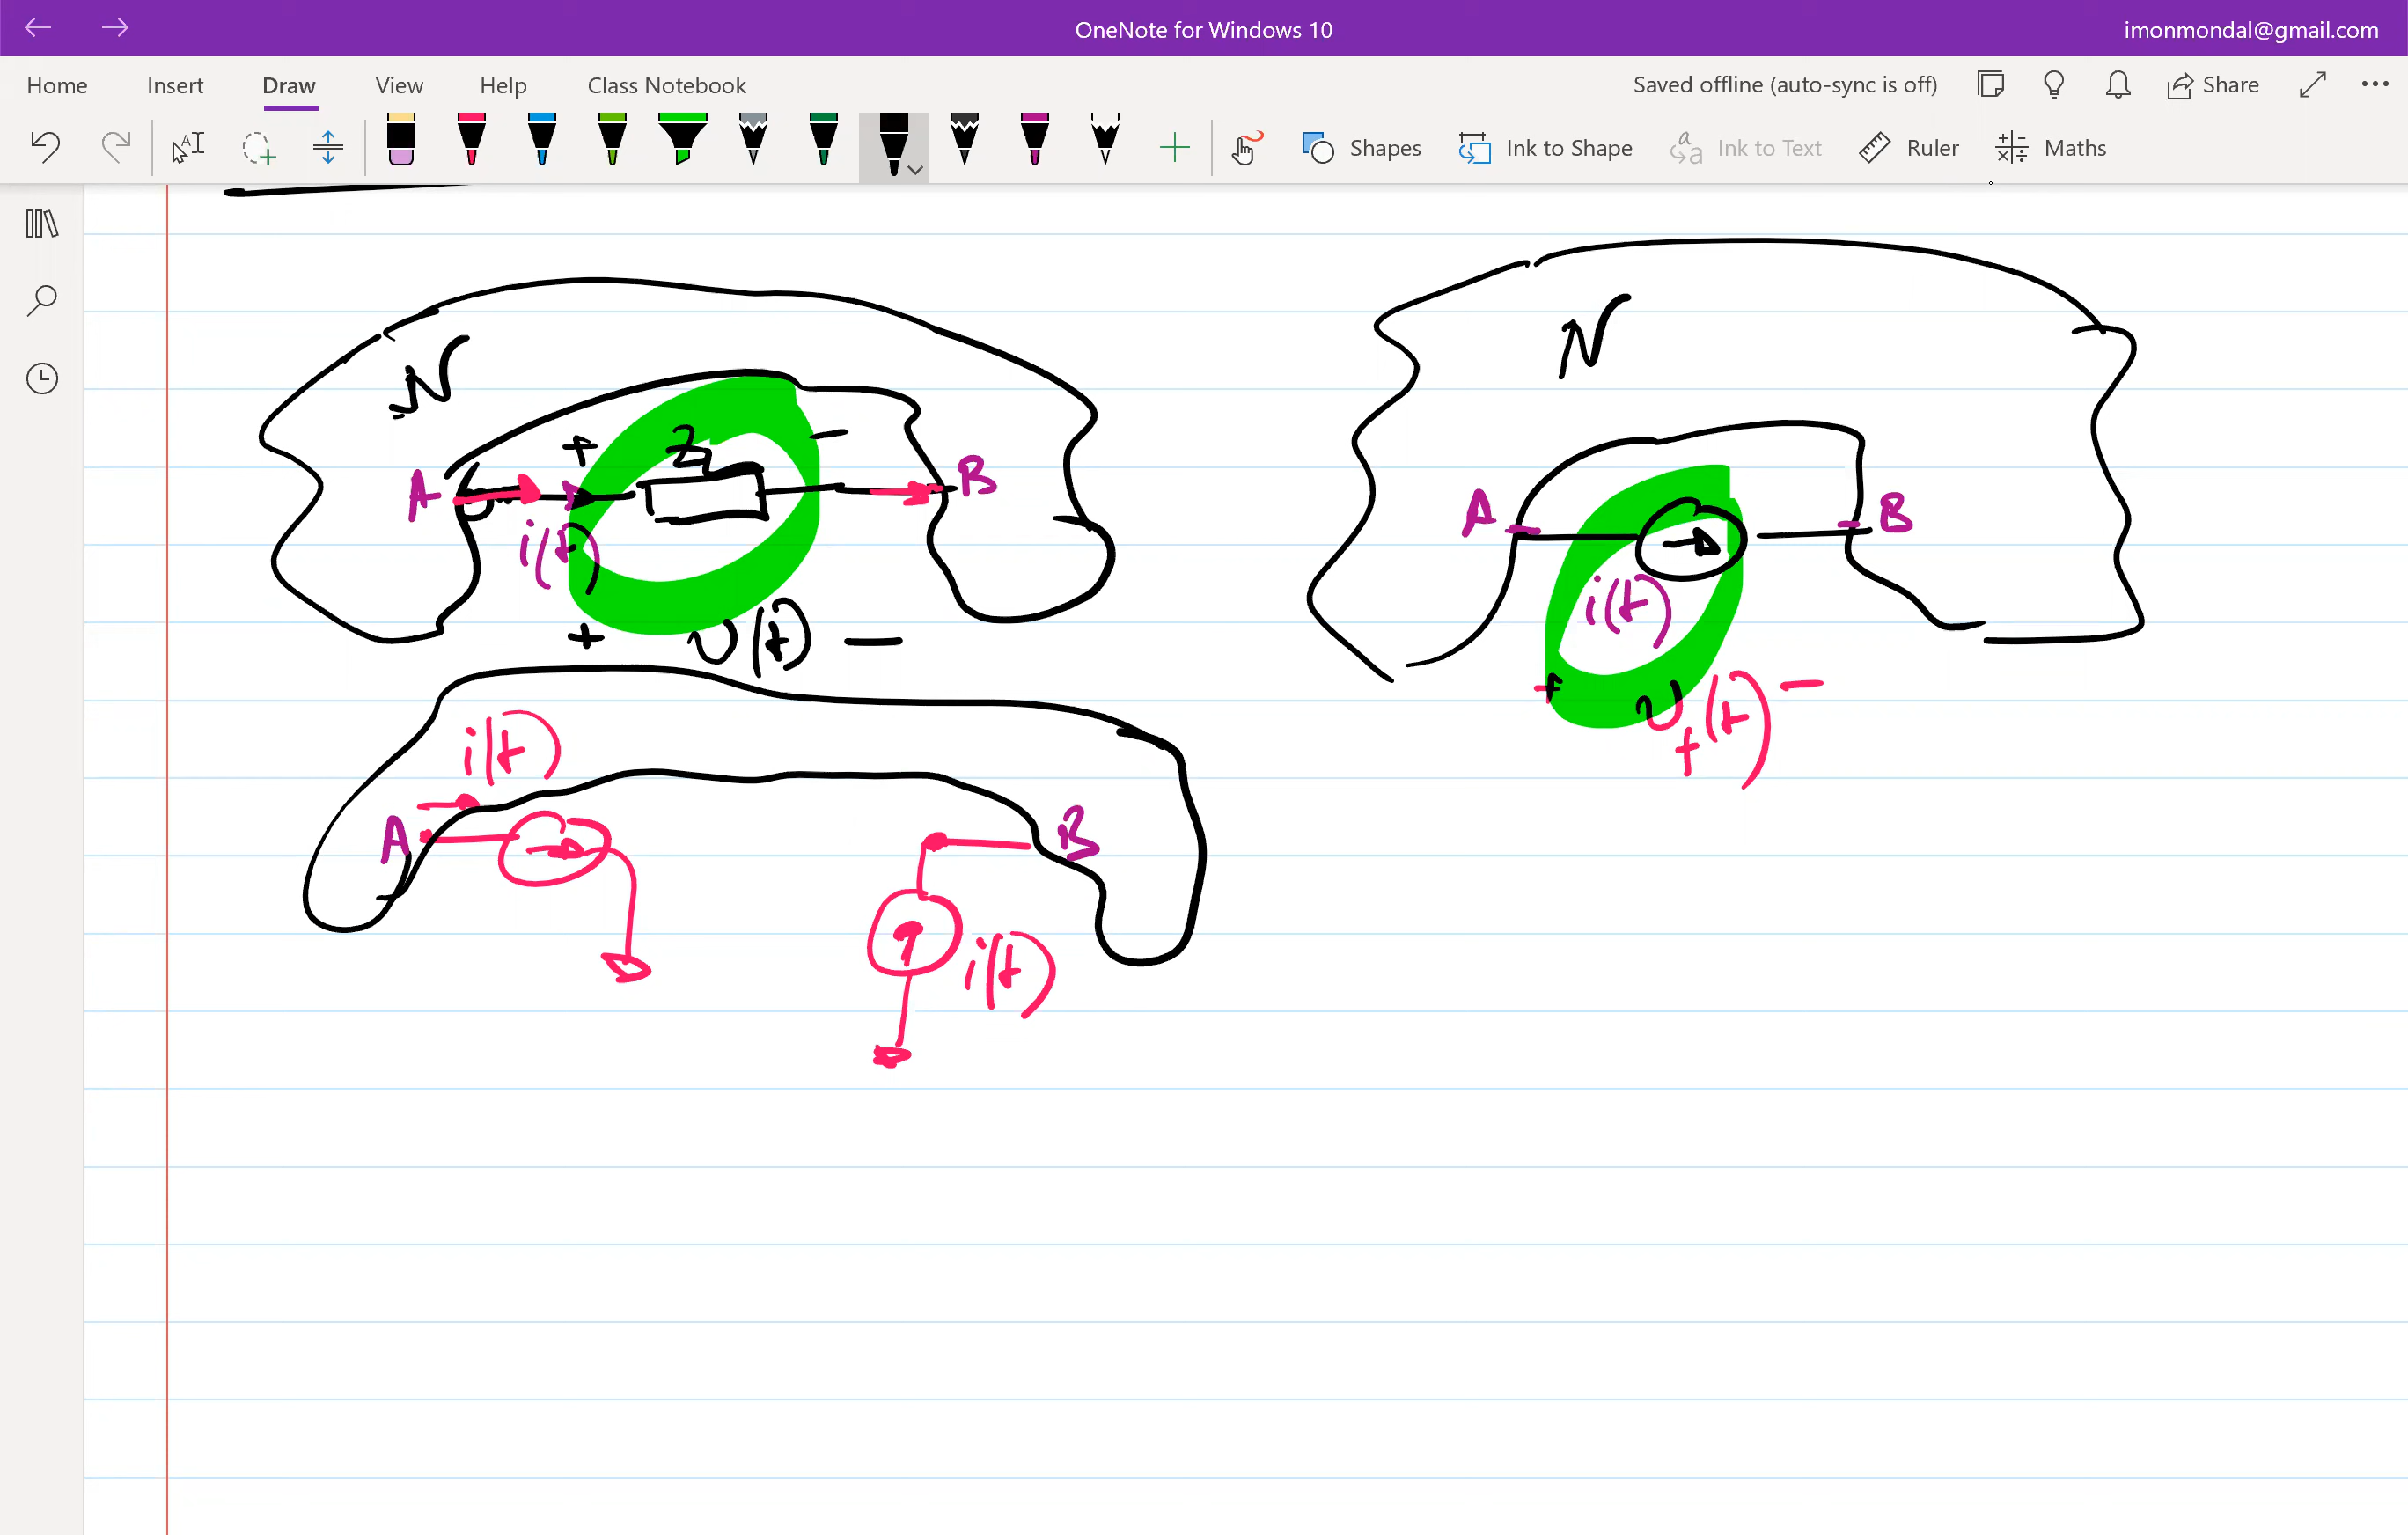 OneNote for Windows 10
imonmondal@gmail.com
Home Insert Draw View Help Class Notebook
Saved offline (auto-sync is off) Share
Shapes Ink to Shape Ink to Text Ruler Maths
N
N
+ Z -
A B
i(t)
A B
i(t)
+ v(t) -
+ v_t(t) -
i(t)
A B
i(t)